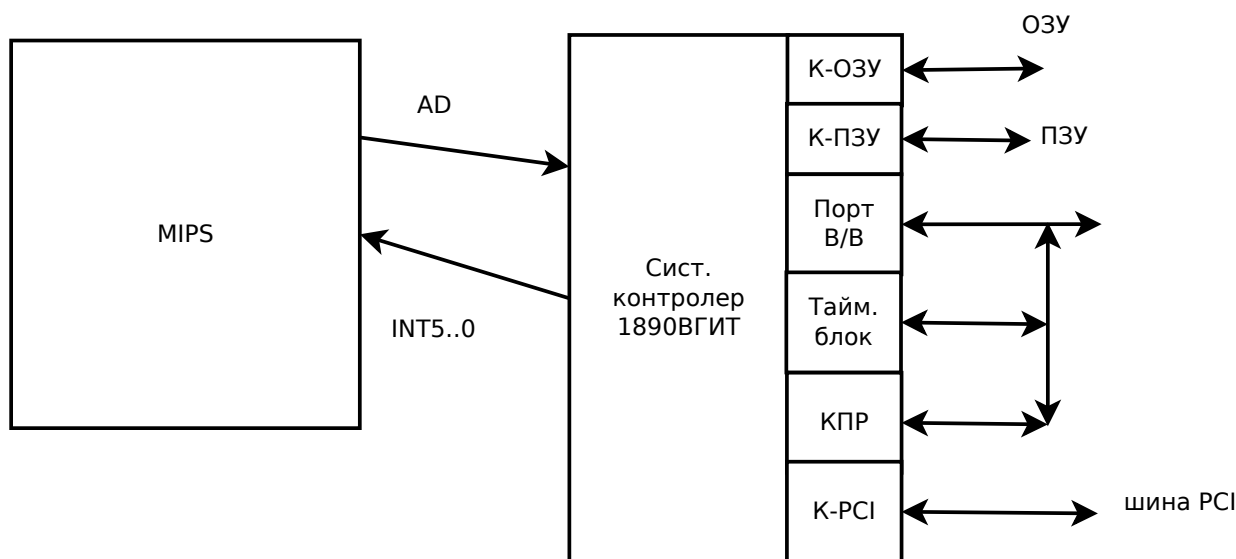 ОЗУ
К-ОЗУ
AD
К-ПЗУ
ПЗУ
MIPS
Порт
В/В
Сист.
контролер
1890ВГИТ
INT5..0
Тайм.
блок
КПР
К-PCI
шина PCI